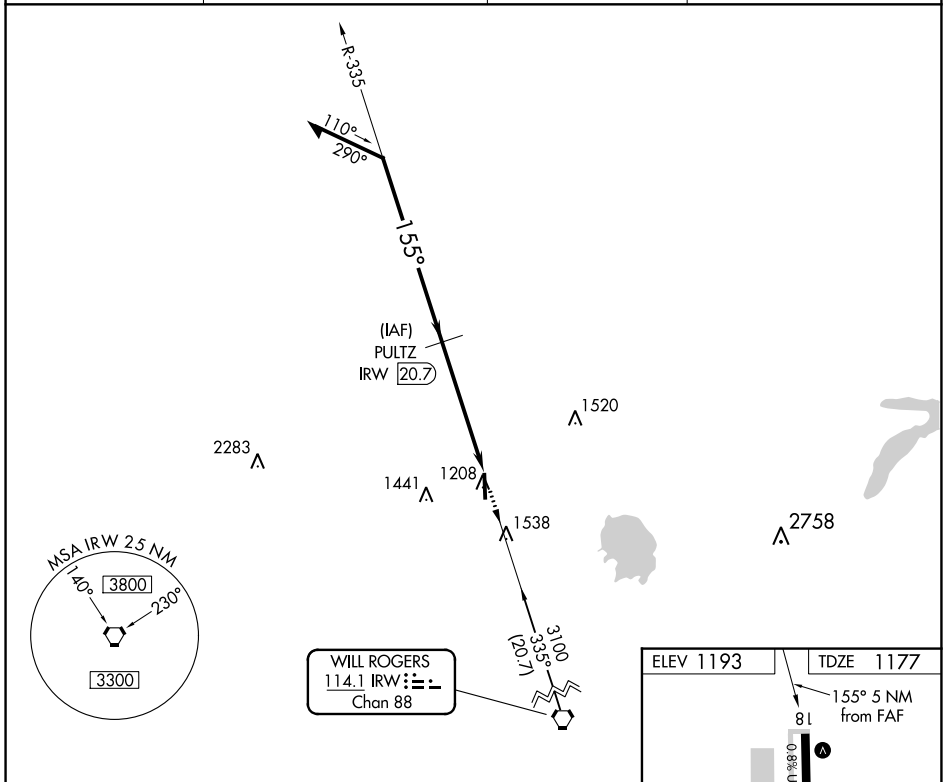 R-335
110°
290°
155°
(IAF)
PULTZ
IRW 20.7
1520
2283
1441
1208
1538
2758
MSA IRW 25 NM
140°
3800
230°
3300
3100
335°
(20.7)
WILL ROGERS
114.1 IRW
Chan 88
ELEV 1193
TDZE 1177
155° 5 NM
from FAF
18
0.8% U
A